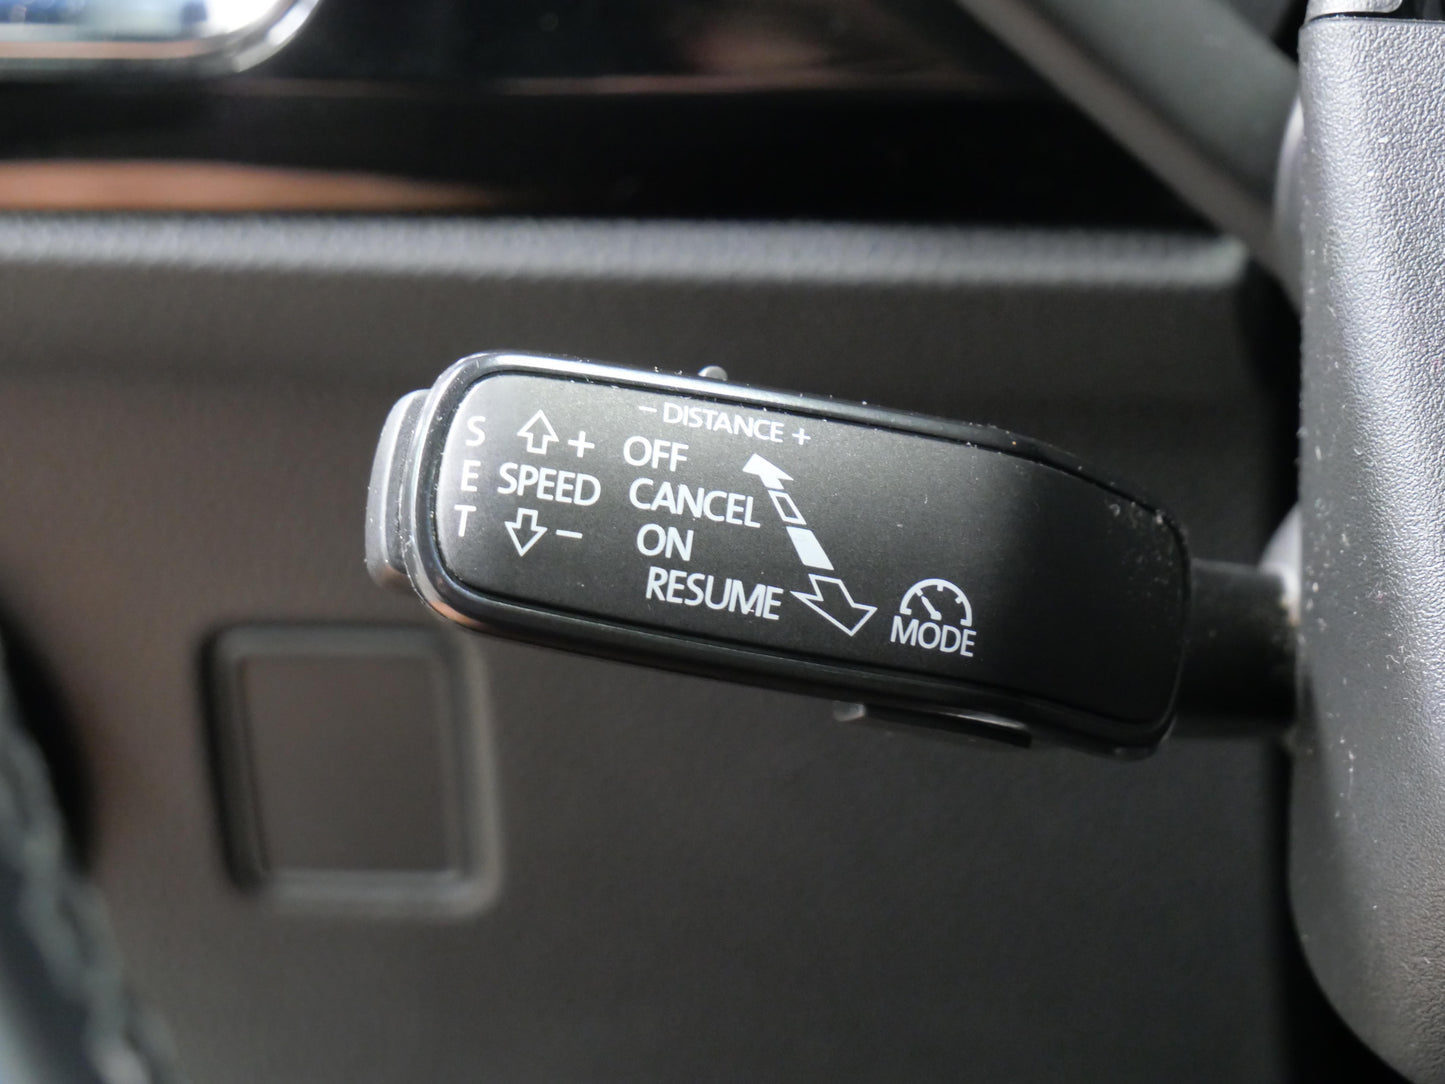 - DISTANCE +
S E T
+
SPEED
-
OFF
CANCEL
ON
RESUME
MODE